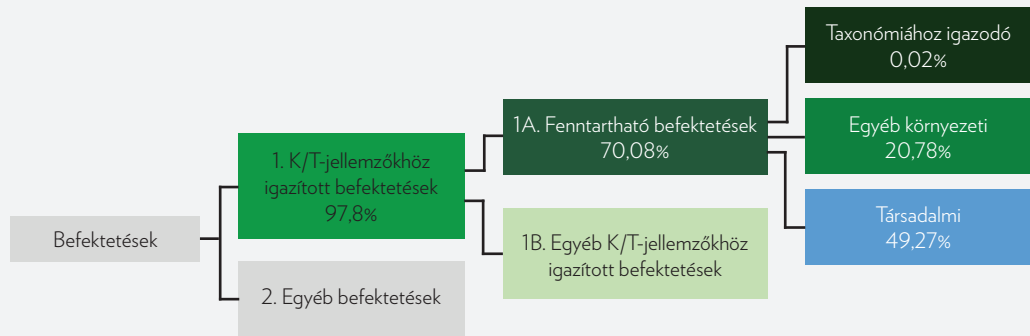 Befektetések
1. K/T-jellemzőkhöz
igazított befektetések
97,8%
2. Egyéb befektetések
1A. Fenntartható befektetések
70,08%
1B. Egyéb K/T-jellemzőkhöz
igazított befektetések
Taxonómiához igazodó
0,02%
Egyéb környezeti
20,78%
Társadalmi
49,27%